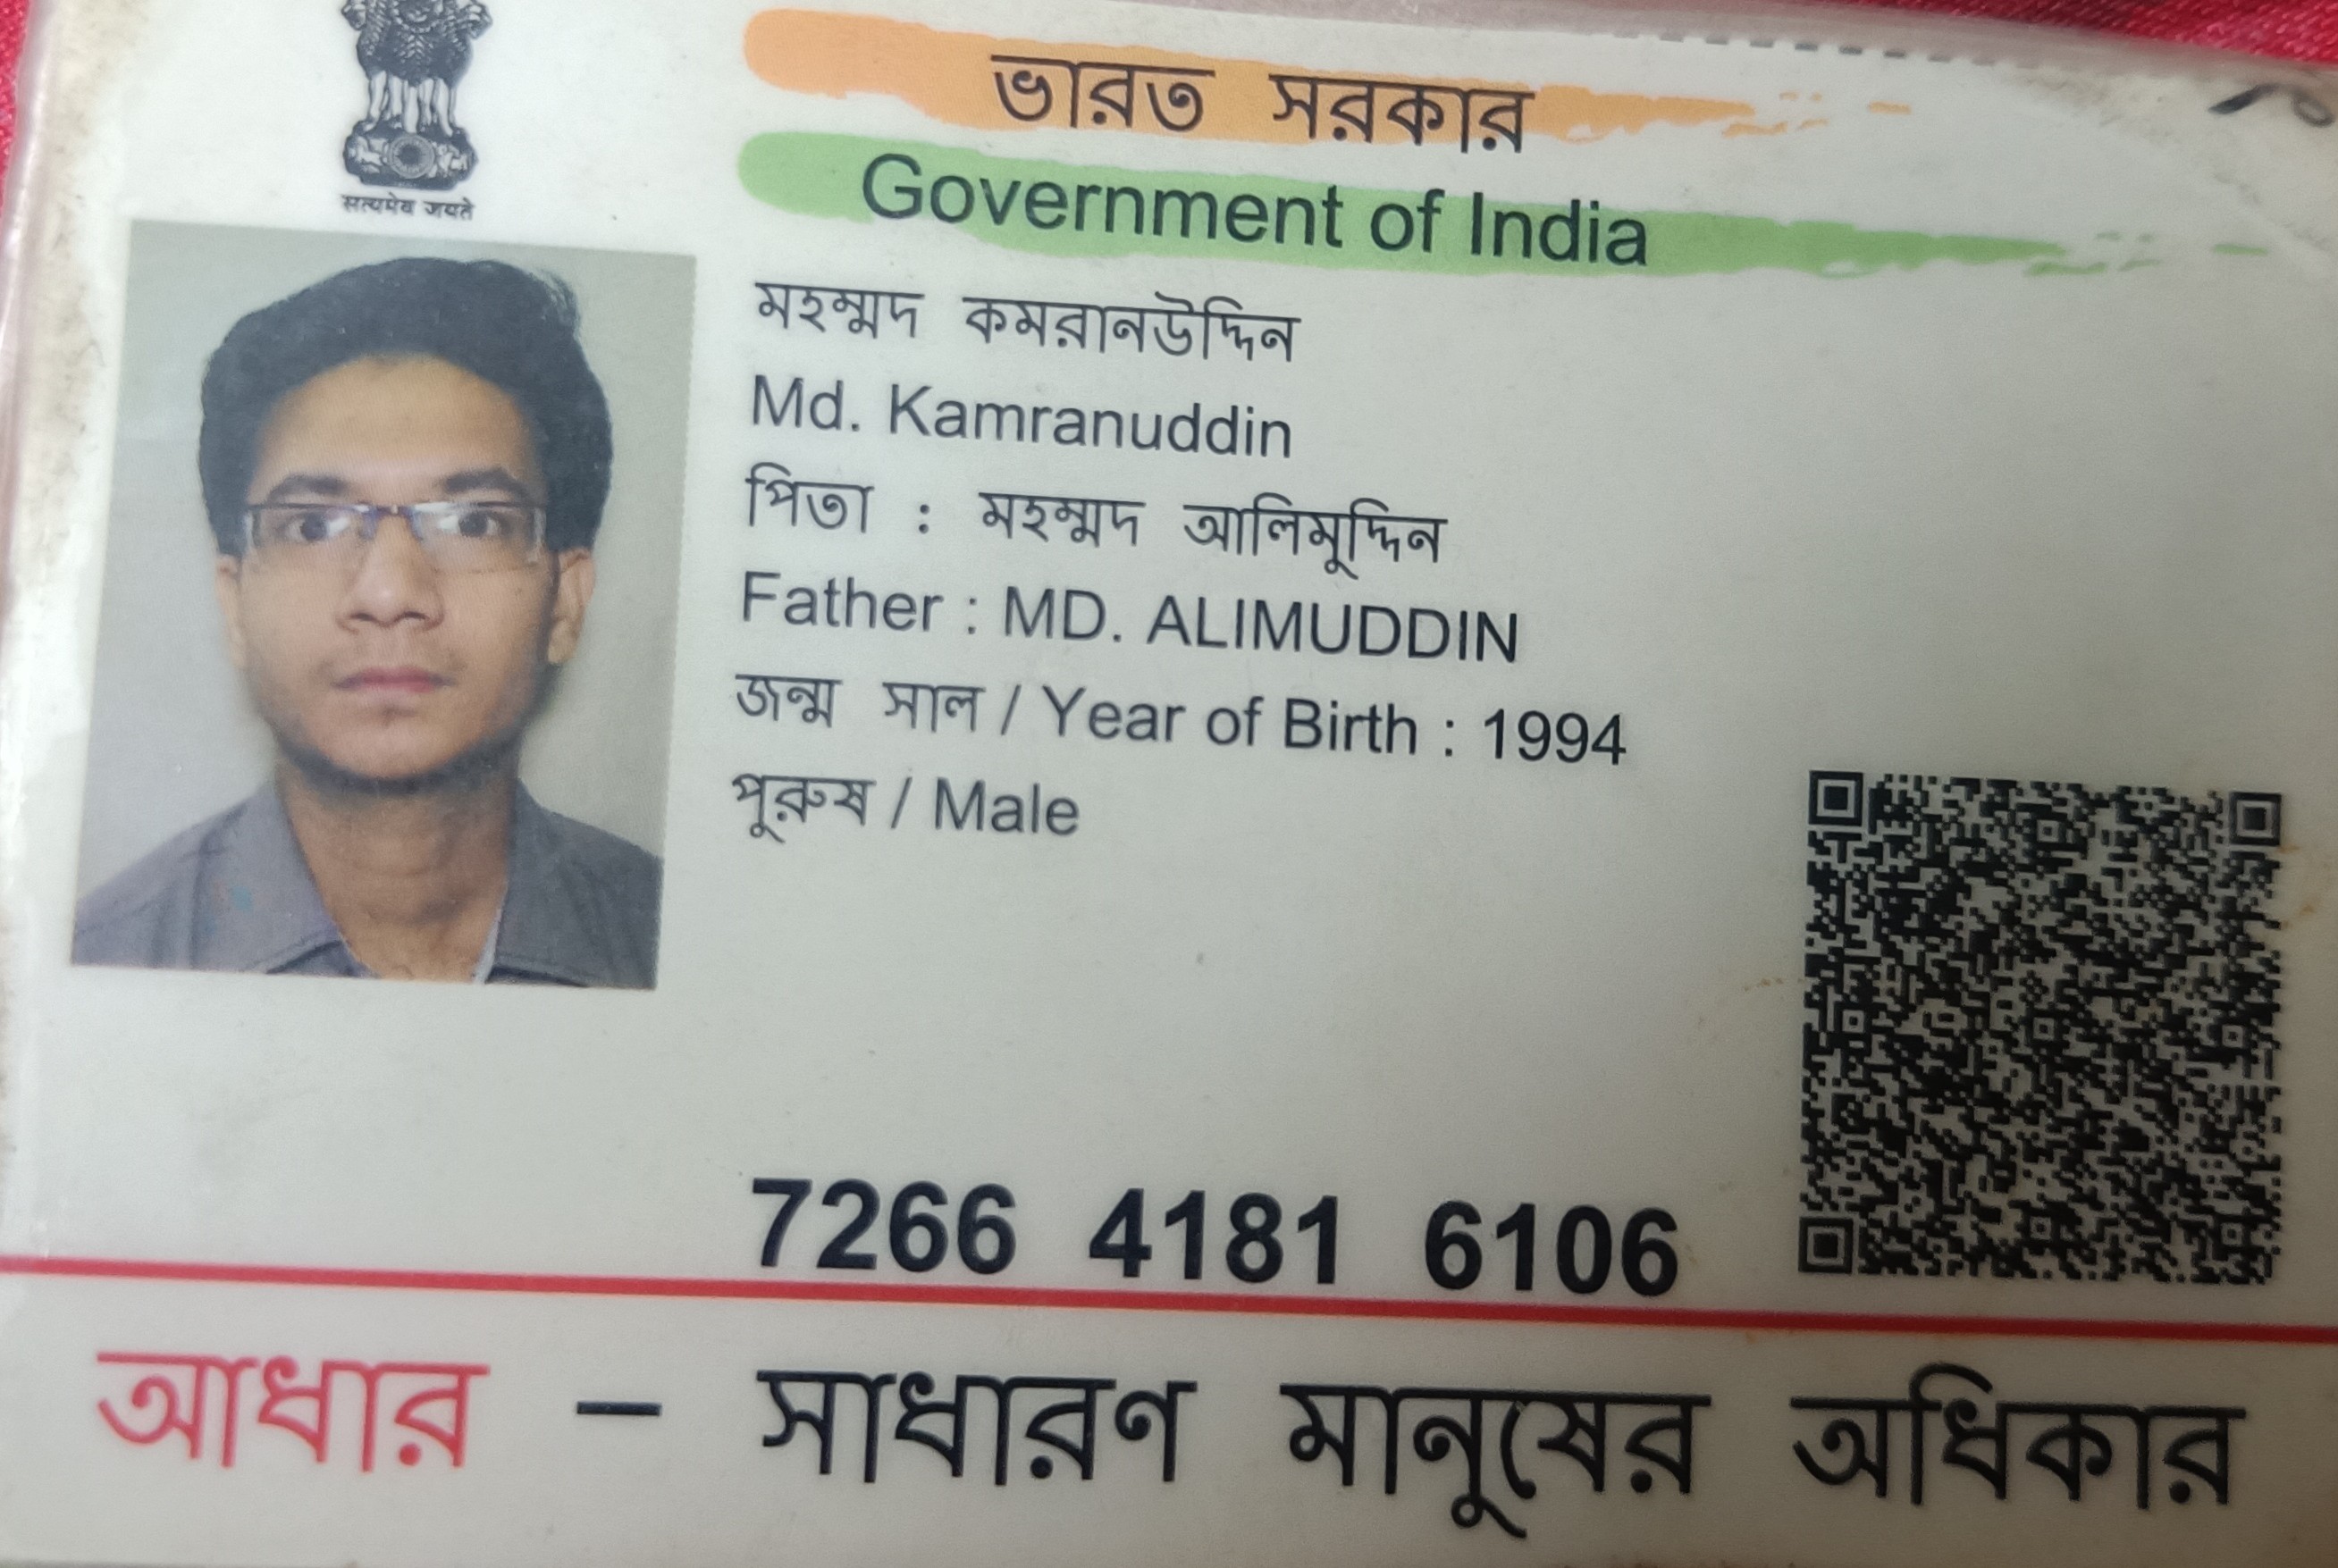 सत्यमेव जयते
ভারত সরকার
Government of India
মহম্মদ কমরানউদ্দিন
Md. Kamranuddin
পিতা : মহম্মদ আলিমুদ্দিন
Father : MD. ALIMUDDIN
জন্ম সাল / Year of Birth : 1994
পুরুষ / Male
7266 4181 6106
আধার – সাধারণ মানুষের অধিকার